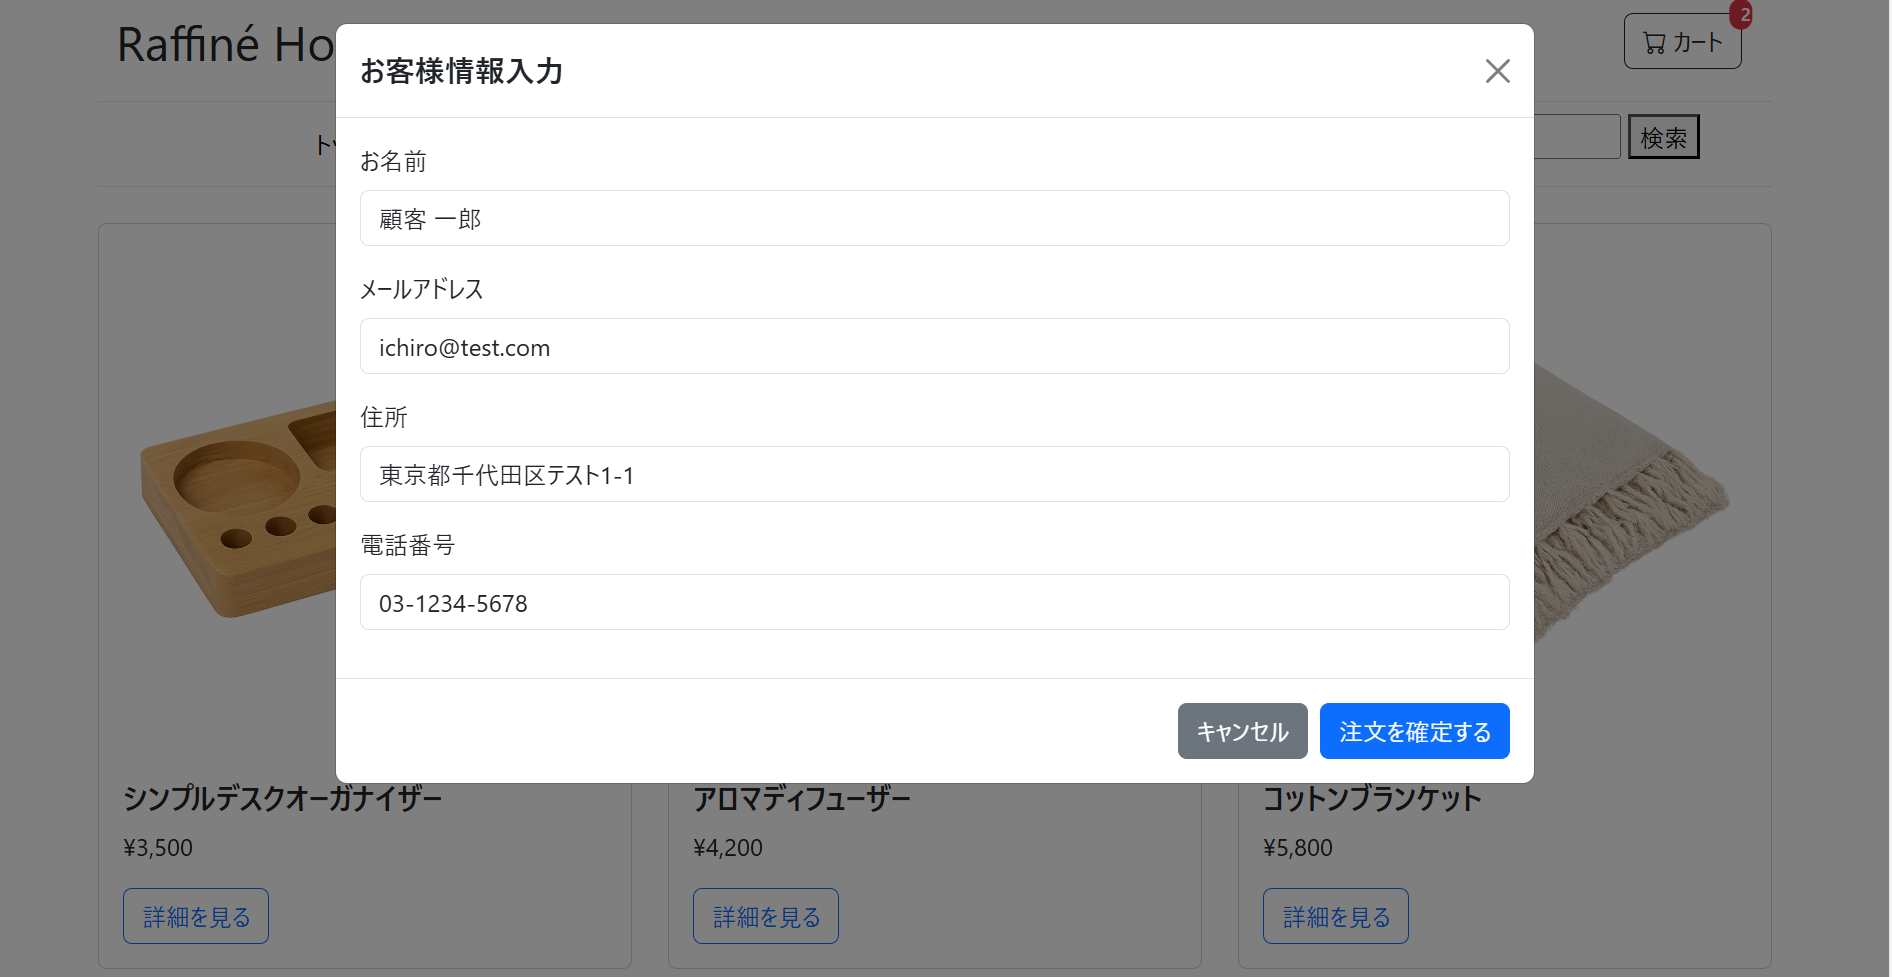 Raffiné Ho
カート
2
検索
お客様情報入力
お名前
顧客 一郎
メールアドレス
ichiro@test.com
住所
東京都千代田区テスト1-1
電話番号
03-1234-5678
キャンセル
注文を確定する
シンプルデスクオーガナイザー
¥3,500
詳細を見る
アロマディフューザー
¥4,200
詳細を見る
コットンブランケット
¥5,800
詳細を見る